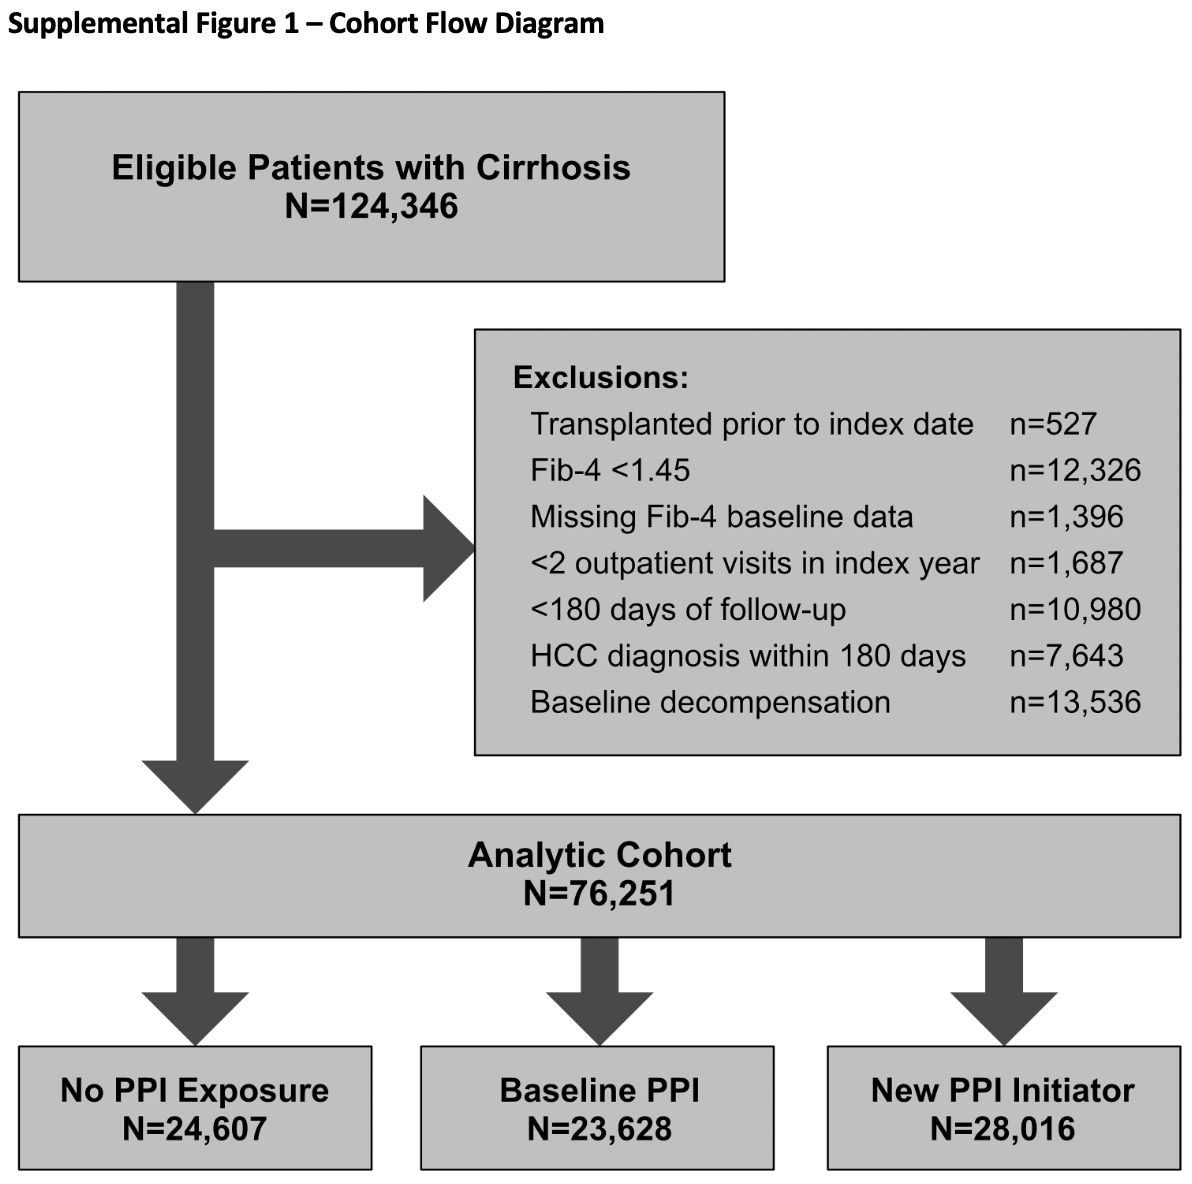 Supplemental Figure 1 – Cohort Flow Diagram
Eligible Patients with Cirrhosis
N=124,346
Exclusions:
Transplanted prior to index date n=527
Fib-4 <1.45 n=12,326
Missing Fib-4 baseline data n=1,396
<2 outpatient visits in index year n=1,687
<180 days of follow-up n=10,980
HCC diagnosis within 180 days n=7,643
Baseline decompensation n=13,536
Analytic Cohort
N=76,251
No PPI Exposure
N=24,607
Baseline PPI
N=23,628
New PPI Initiator
N=28,016